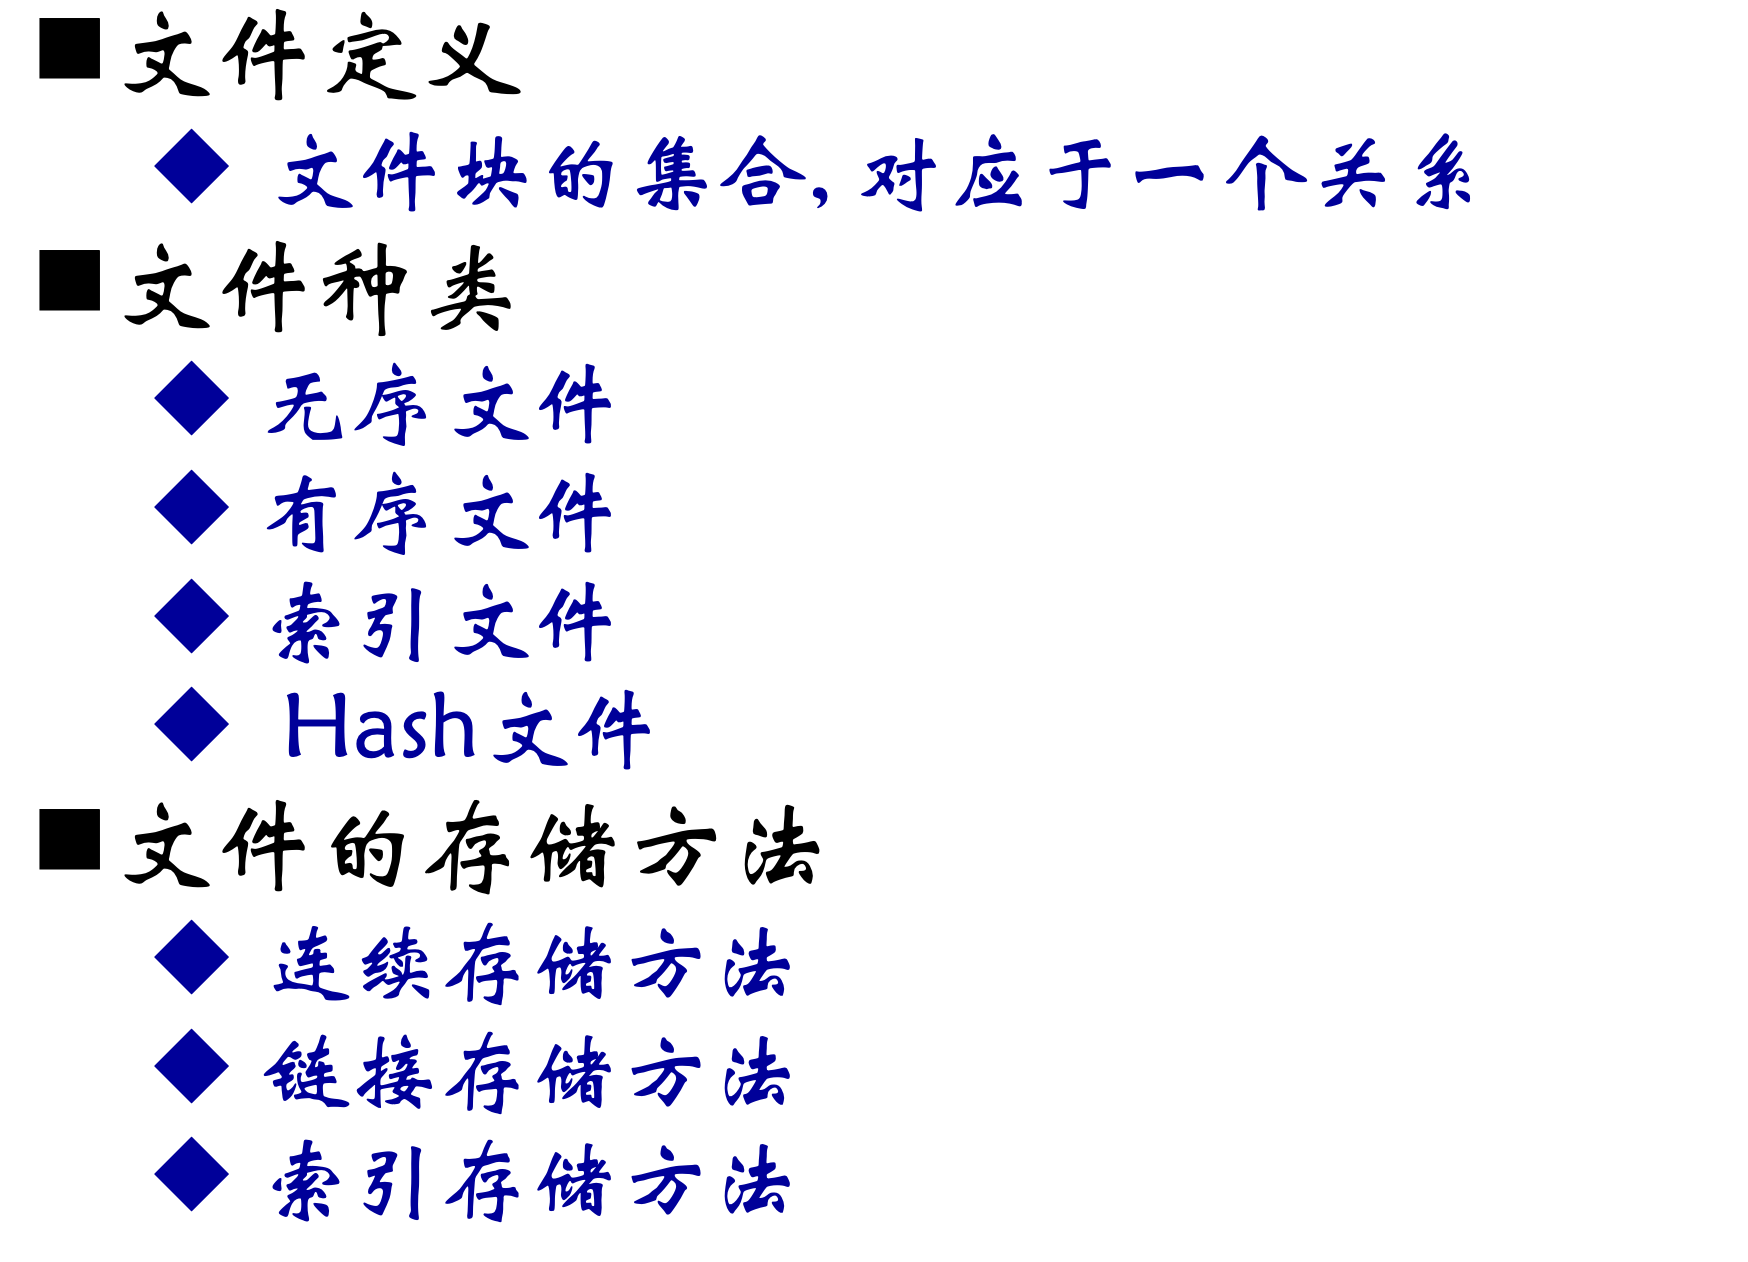 ■文件定义
◆ 文件块的集合,对应于一个关系
■文件种类
◆ 无序文件
◆ 有序文件
◆ 索引文件
◆ Hash文件
■文件的存储方法
◆ 连续存储方法
◆ 链接存储方法
◆ 索引存储方法